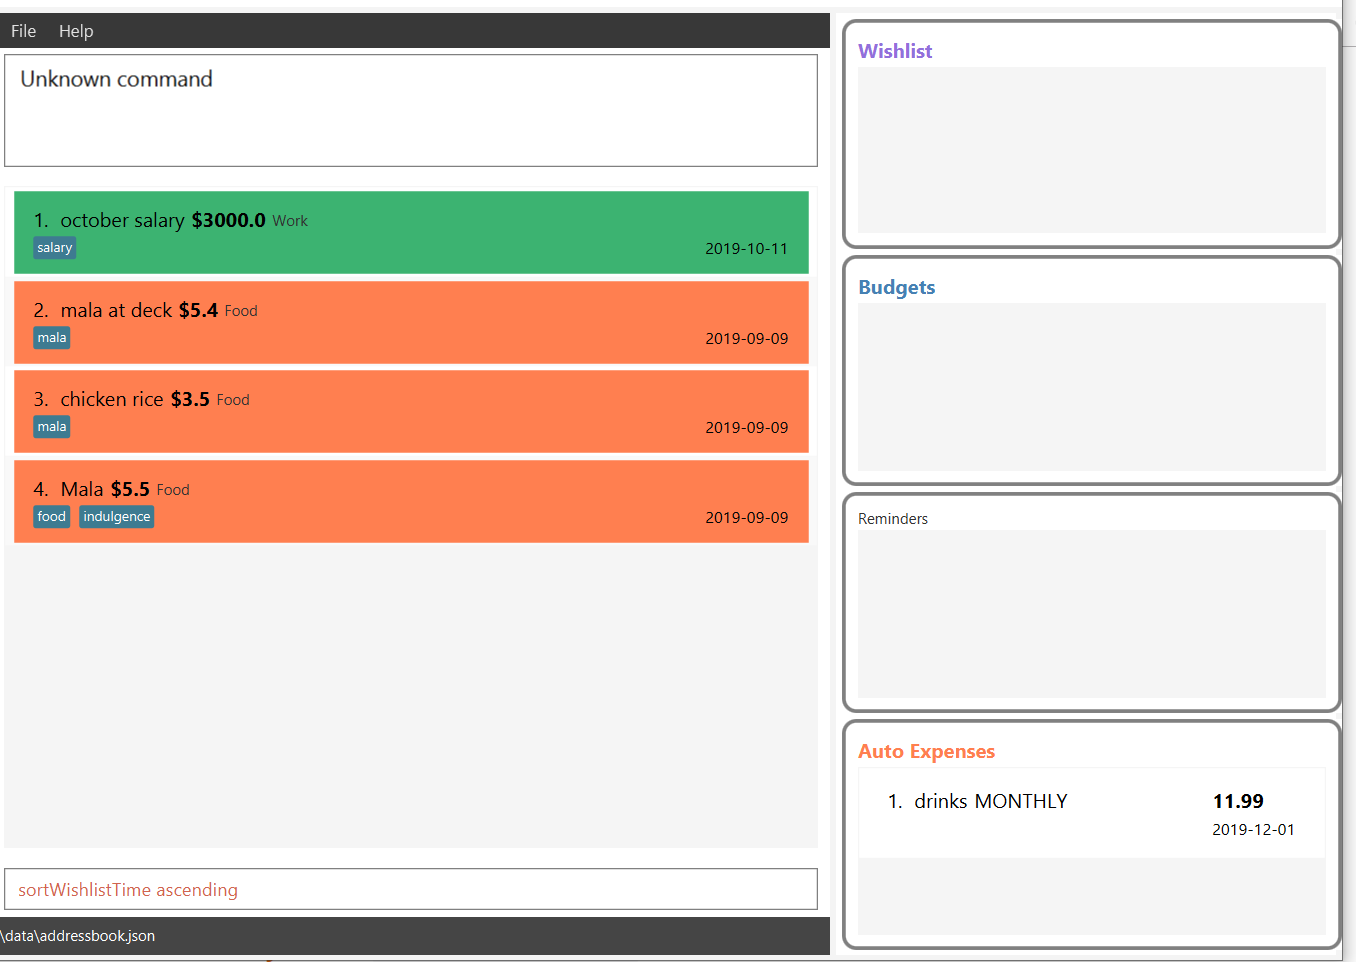 File Help
Unknown command
1. october salary $3000.0 Work
salary
2019-10-11
2. mala at deck $5.4 Food
mala
2019-09-09
3. chicken rice $3.5 Food
mala
2019-09-09
4. Mala $5.5 Food
food indulgence
2019-09-09
sortWishlistTime ascending
\data\addressbook.json
Wishlist
Budgets
Reminders
Auto Expenses
1. drinks MONTHLY 11.99
2019-12-01